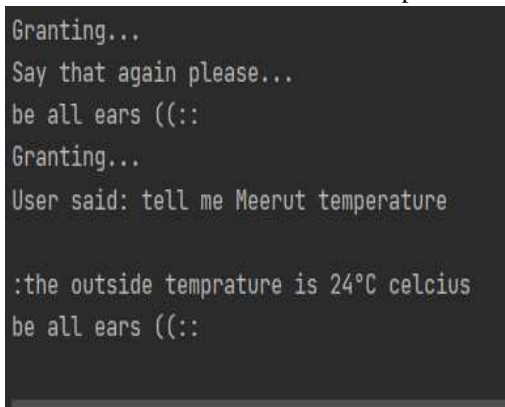 Granting...
Say that again please...
be all ears ((::
Granting...
User said: tell me Meerut temperature
:the outside temprature is 24°C celcius
be all ears ((::